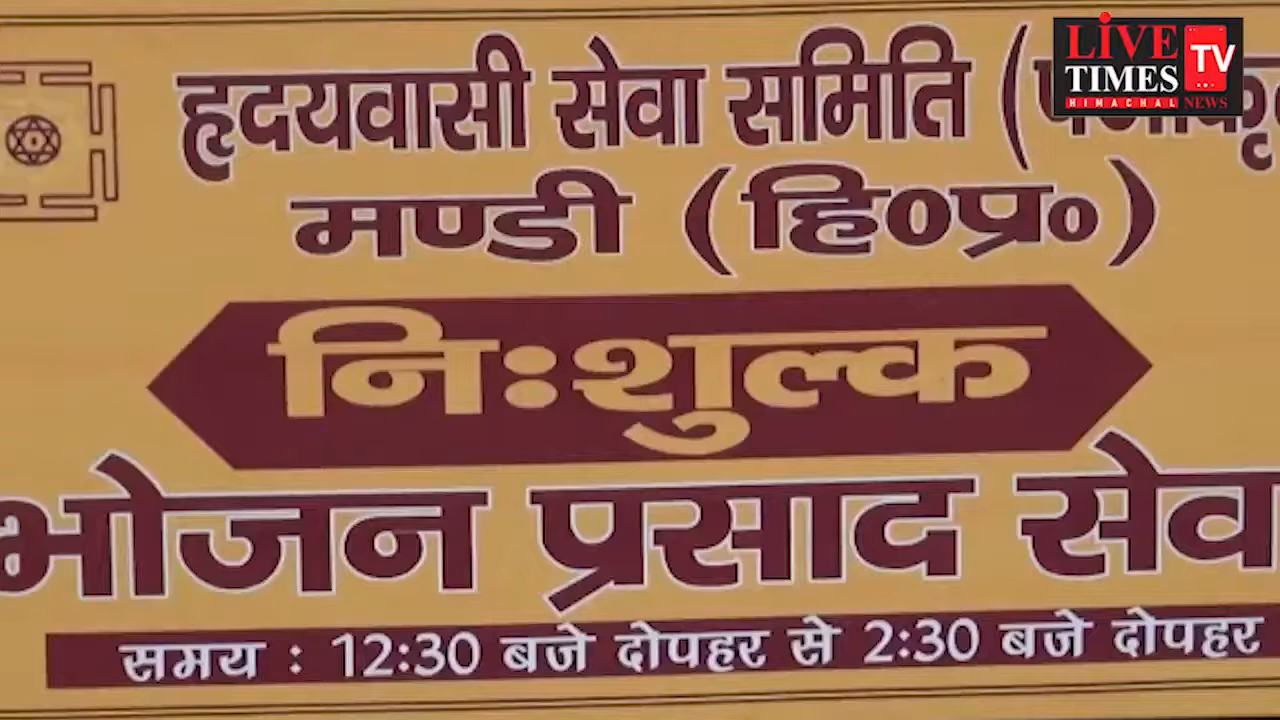 LIVE
TIMES TV
HIMACHAL NEWS
हृदयवासी सेवा समिति (
मण्डी (हि०प्र०)
निःशुल्क
भोजन प्रसाद सेव
समय : 12:30 बजे दोपहर से 2:30 बजे दोपहर